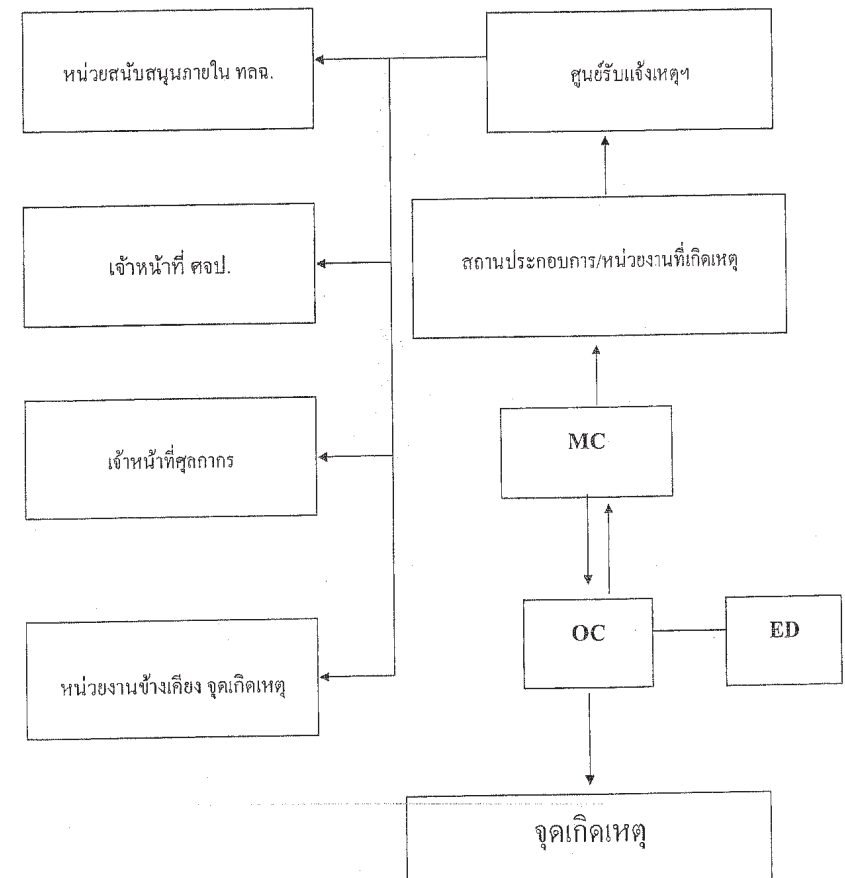 หน่วยสนับสนุนภายใน ทลฉ.
ศูนย์รับแจ้งเหตุฯ
เจ้าหน้าที่ ศจป.
สถานประกอบการ/หน่วยงานที่เกิดเหตุ
MC
เจ้าหน้าที่ศุลกากร
OC
ED
หน่วยงานข้างเคียง จุดเกิดเหตุ
จุดเกิดเหตุ